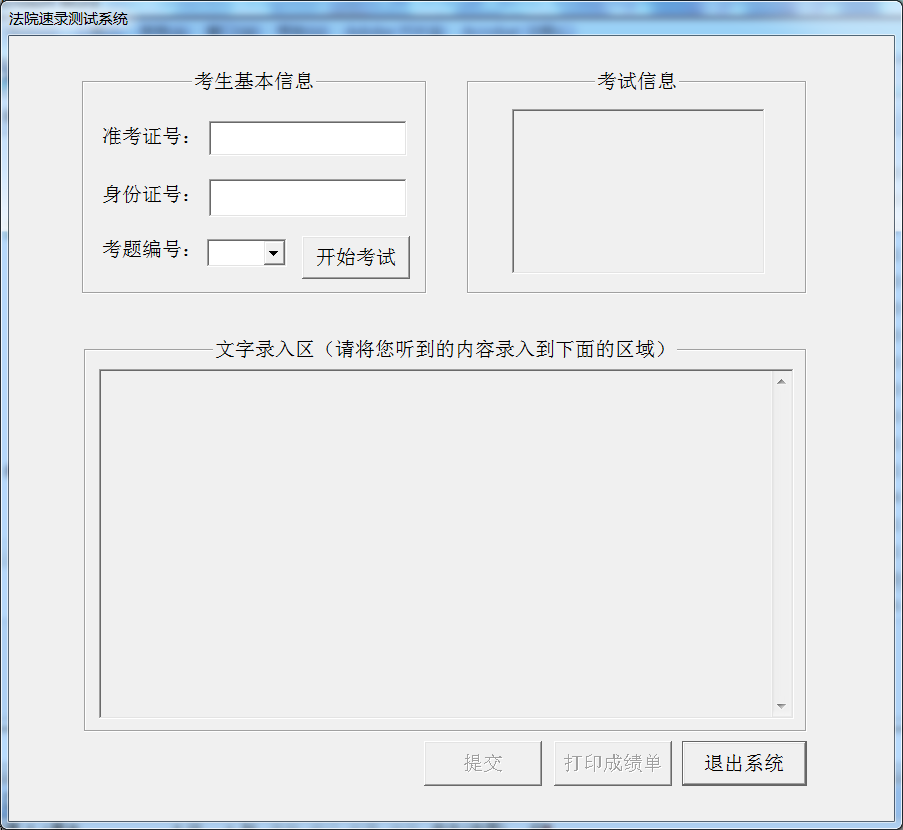 法院速录测试系统
考生基本信息
考试信息
准考证号：
身份证号：
考题编号：
开始考试
文字录入区（请将您听到的内容录入到下面的区域）
提交
打印成绩单
退出系统